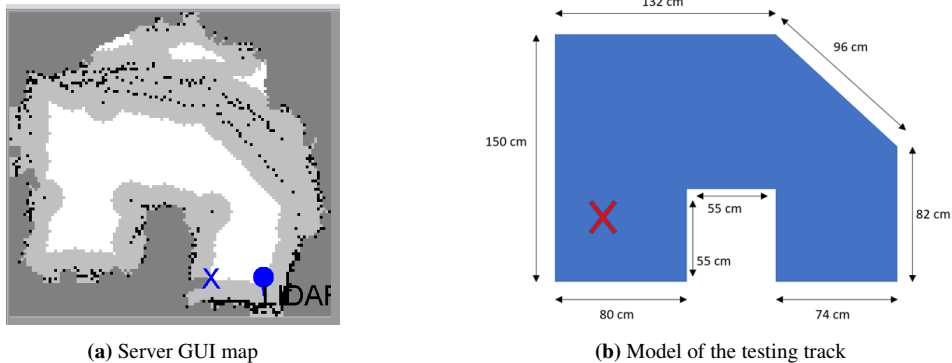 132 cm
96 cm
150 cm
55 cm
82 cm
55 cm
80 cm
74 cm
X
(a) Server GUI map
(b) Model of the testing track